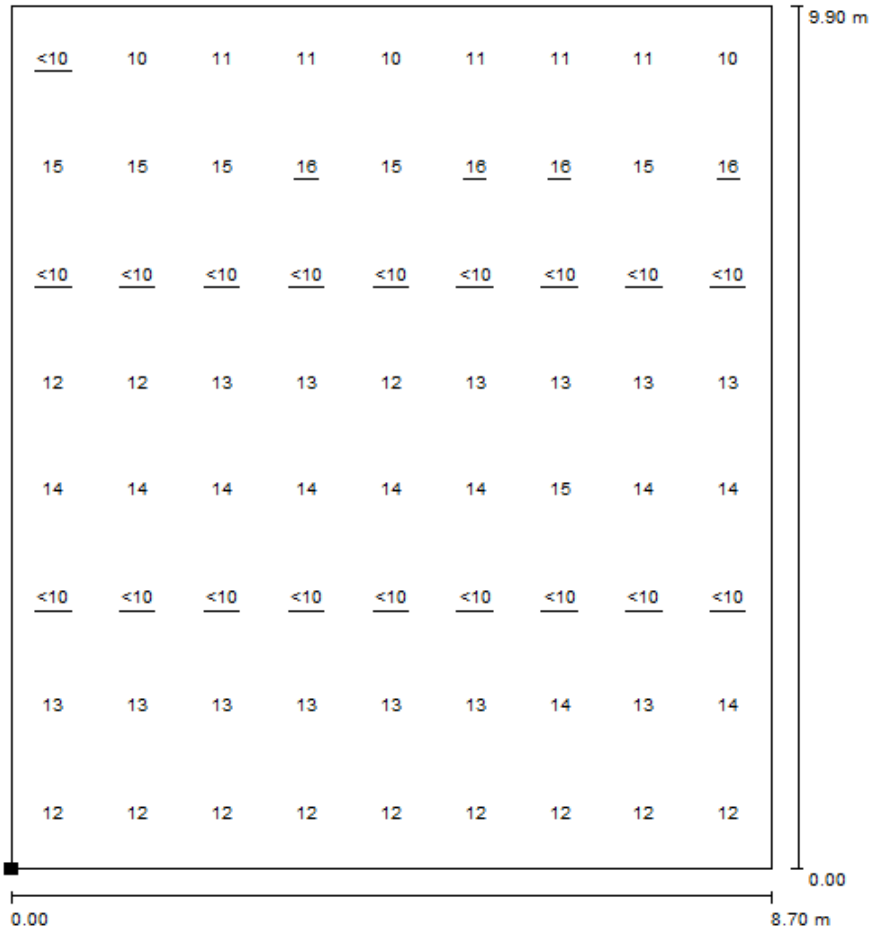 9.90 m
<10 10 11 11 10 11 11 11 10
15 15 15 16 15 16 16 15 16
<10 <10 <10 <10 <10 <10 <10 <10 <10
12 12 13 13 12 13 13 13 13
14 14 14 14 14 14 15 14 14
<10 <10 <10 <10 <10 <10 <10 <10 <10
13 13 13 13 13 13 14 13 14
12 12 12 12 12 12 12 12 12
0.00
0.00 8.70 m